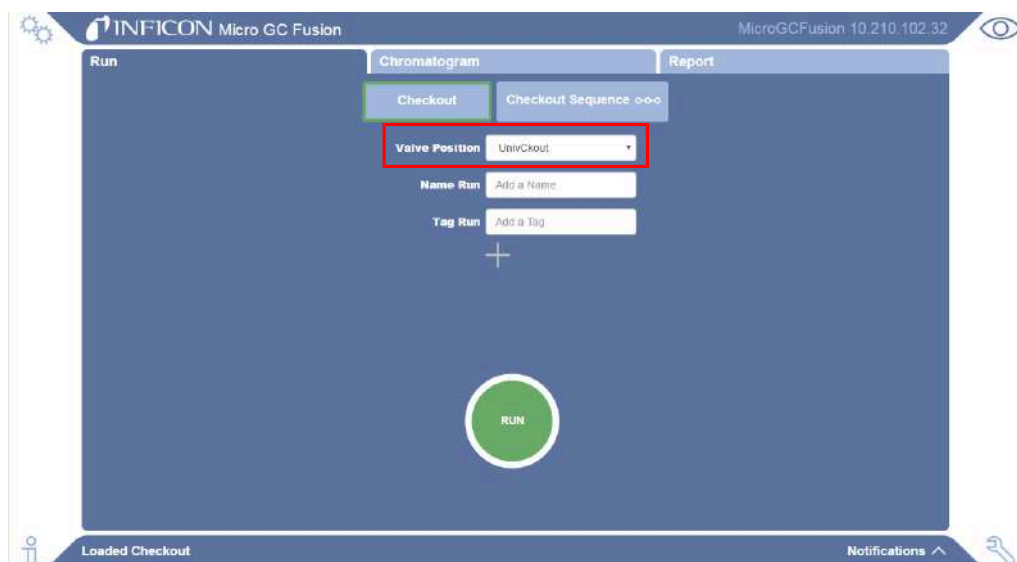 INFICON Micro GC Fusion
MicroGCFusion 10.210.102.32
Run
Chromatogram
Report
Checkout
Checkout Sequence
Valve Position
UnivCkout
Name Run
Add a Name
Tag Run
Add a Tag
RUN
Loaded Checkout
Notifications